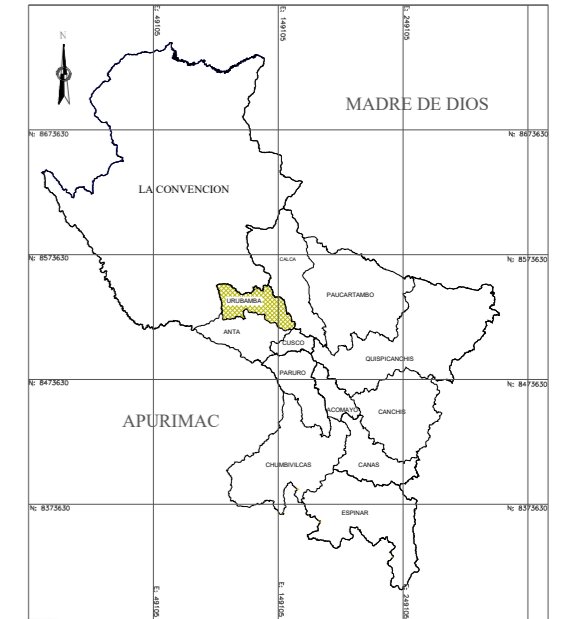 E: 49105
E: 149105
E: 249105
N
MADRE DE DIOS
N: 8673630
N: 8673630
LA CONVENCION
N: 8573630
N: 8573630
CALCA
PAUCARTAMBO
URUBAMBA
ANTA
CUSCO
QUISPICANCHIS
PARURO
N: 8473630
N: 8473630
ACOMAYO
CANCHIS
APURIMAC
CHUMBIVILCAS
CANAS
N: 8373630
N: 8373630
ESPINAR
E: 49105
E: 149105
E: 249105